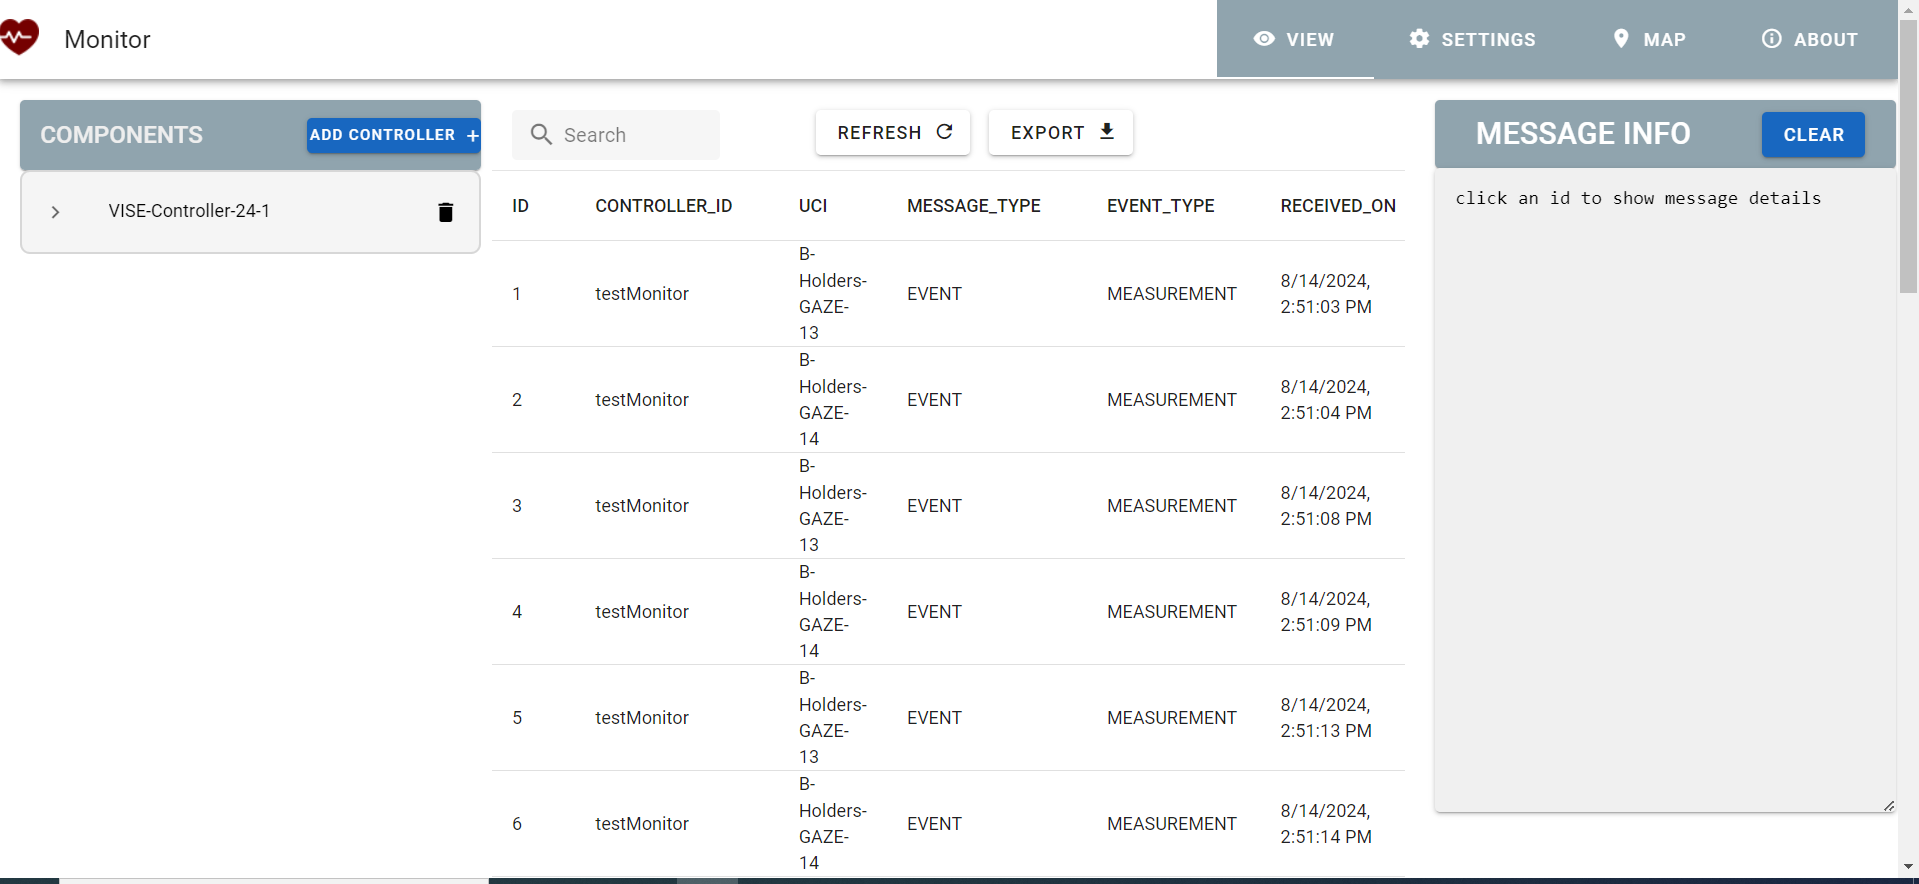 Monitor
VIEW
SETTINGS
MAP
ABOUT
COMPONENTS
ADD CONTROLLER +
VISE-Controller-24-1
Search
REFRESH
EXPORT
ID CONTROLLER_ID UCI MESSAGE_TYPE EVENT_TYPE RECEIVED_ON
1 testMonitor B-
Holders-
GAZE-
13 EVENT MEASUREMENT 8/14/2024,
2:51:03 PM
2 testMonitor B-
Holders-
GAZE-
14 EVENT MEASUREMENT 8/14/2024,
2:51:04 PM
3 testMonitor B-
Holders-
GAZE-
13 EVENT MEASUREMENT 8/14/2024,
2:51:08 PM
4 testMonitor B-
Holders-
GAZE-
14 EVENT MEASUREMENT 8/14/2024,
2:51:09 PM
5 testMonitor B-
Holders-
GAZE-
13 EVENT MEASUREMENT 8/14/2024,
2:51:13 PM
6 testMonitor B-
Holders-
GAZE-
14 EVENT MEASUREMENT 8/14/2024,
2:51:14 PM
MESSAGE INFO
CLEAR
click an id to show message details